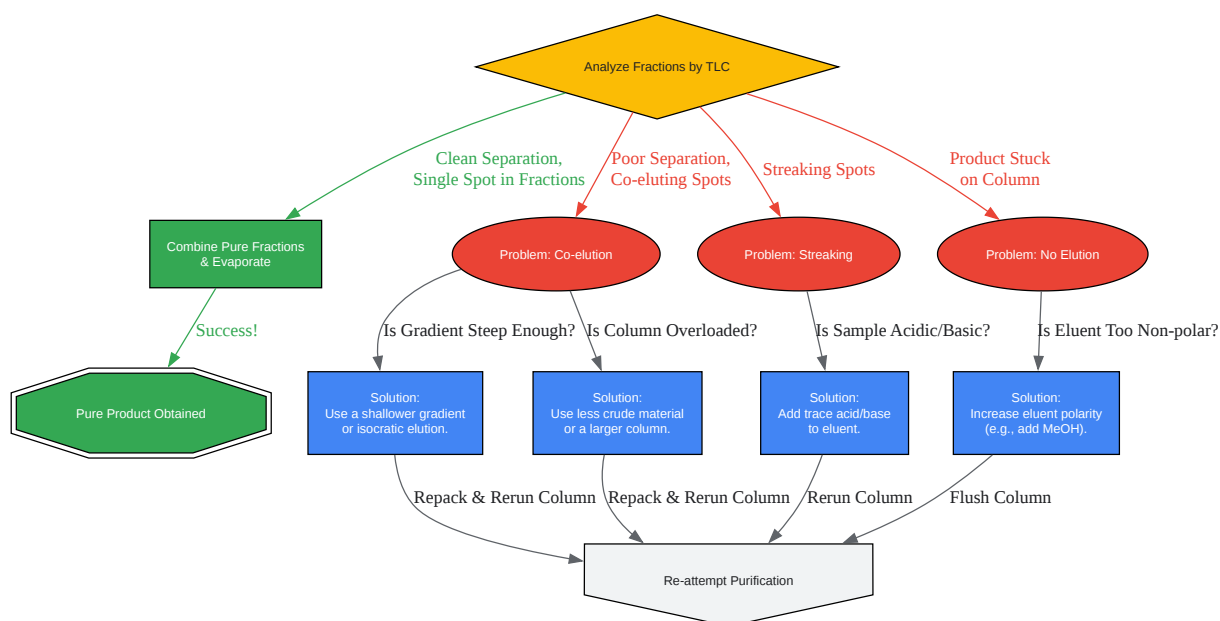 Analyze Fractions by TLC
Clean Separation,
Single Spot in Fractions
Poor Separation,
Co-eluting Spots
Streaking Spots
Product Stuck
on Column
Combine Pure Fractions
& Evaporate
Problem: Co-elution
Problem: Streaking
Problem: No Elution
Success!
Is Gradient Steep Enough?
Is Column Overloaded?
Is Sample Acidic/Basic?
Is Eluent Too Non-polar?
Pure Product Obtained
Solution:
Use a shallower gradient
or isocratic elution.
Solution:
Use less crude material
or a larger column.
Solution:
Add trace acid/base
to eluent.
Solution:
Increase eluent polarity
(e.g., add MeOH).
Repack & Rerun Column
Repack & Rerun Column
Rerun Column
Flush Column
Re-attempt Purification